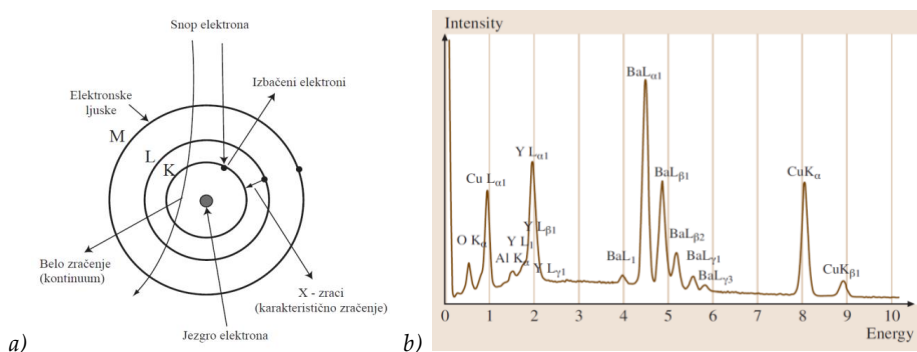 Snop elektrona
Izbačeni elektroni
Elektronske
ljuske
M
L
K
Belo zračenje
(kontinuum)
X - zraci
(karakteristično zračenje)
Jezgro elektrona
a)
b)
Intensity
BaLα1
Y Lα1
CuKα
Cu Lα1
BaLβ1
Y Lβ1
BaLβ2
O Kα
Y L1
Al Kα
Y Lγ1
BaL1
BaLγ1
BaLγ3
CuKβ1
0 1 2 3 4 5 6 7 8 9 10
Energy